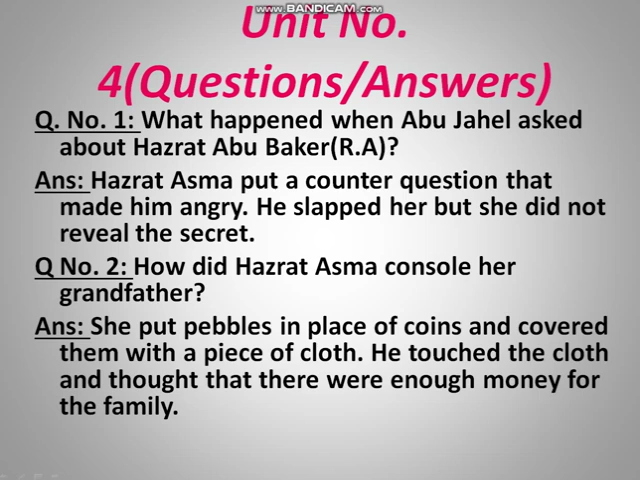 WWW.BANDICAM.COM
Unit No.
4(Questions/Answers)
Q. No. 1: What happened when Abu Jahel asked
about Hazrat Abu Baker(R.A)?
Ans: Hazrat Asma put a counter question that
made him angry. He slapped her but she did not
reveal the secret.
Q No. 2: How did Hazrat Asma console her
grandfather?
Ans: She put pebbles in place of coins and covered
them with a piece of cloth. He touched the cloth
and thought that there were enough money for
the family.